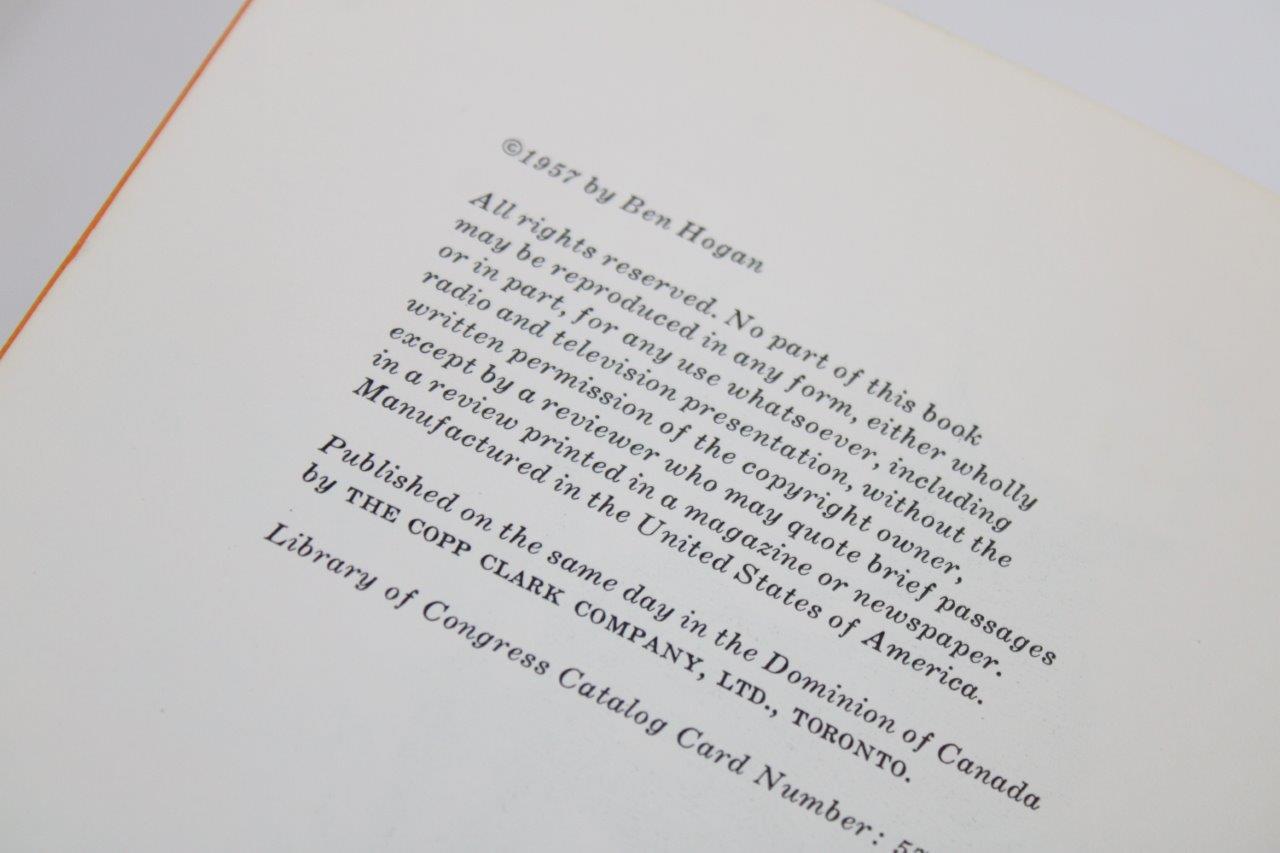 ©1957 by Ben Hogan
All rights reserved. No part of this book
may be reproduced in any form, either wholly
or in part, for any use whatsoever, including
radio and television presentation, without the
written permission of the copyright owner,
except by a reviewer who may quote brief passages
in a review printed in a magazine or newspaper.
Manufactured in the United States of America.
Published on the same day in the Dominion of Canada
by THE COPP CLARK COMPANY, LTD., TORONTO.
Library of Congress Catalog Card Number: